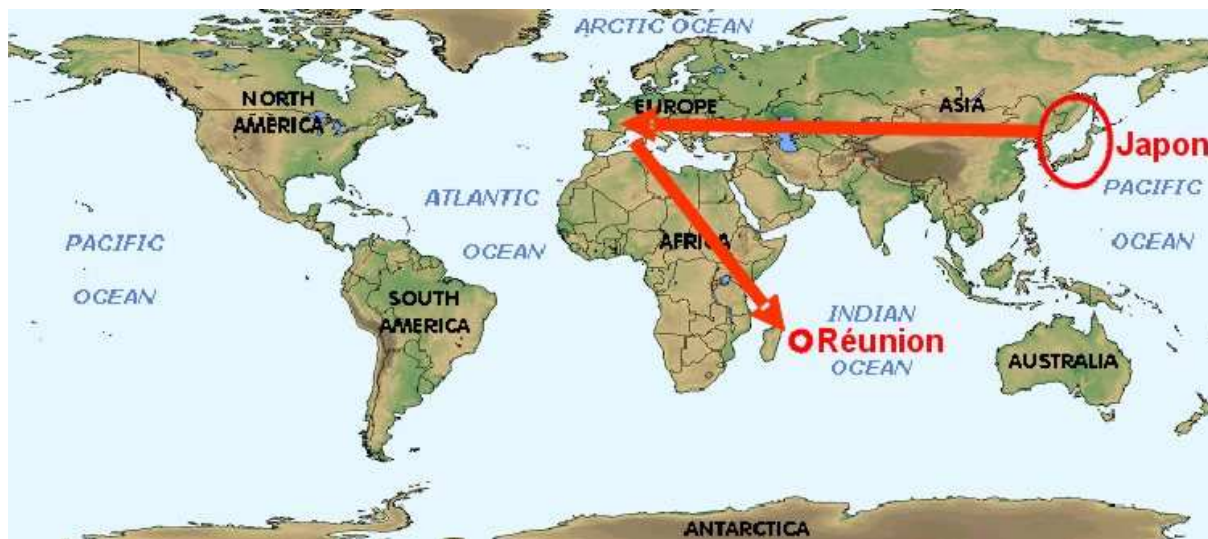 ARCTIC OCEAN
NORTH
AMERICA
EUROPE
ASIA
Japon
PACIFIC
OCEAN
ATLANTIC
OCEAN
AFRICA
PACIFIC
OCEAN
SOUTH
AMERICA
INDIAN
OCEAN
Réunion
AUSTRALIA
ANTARCTICA